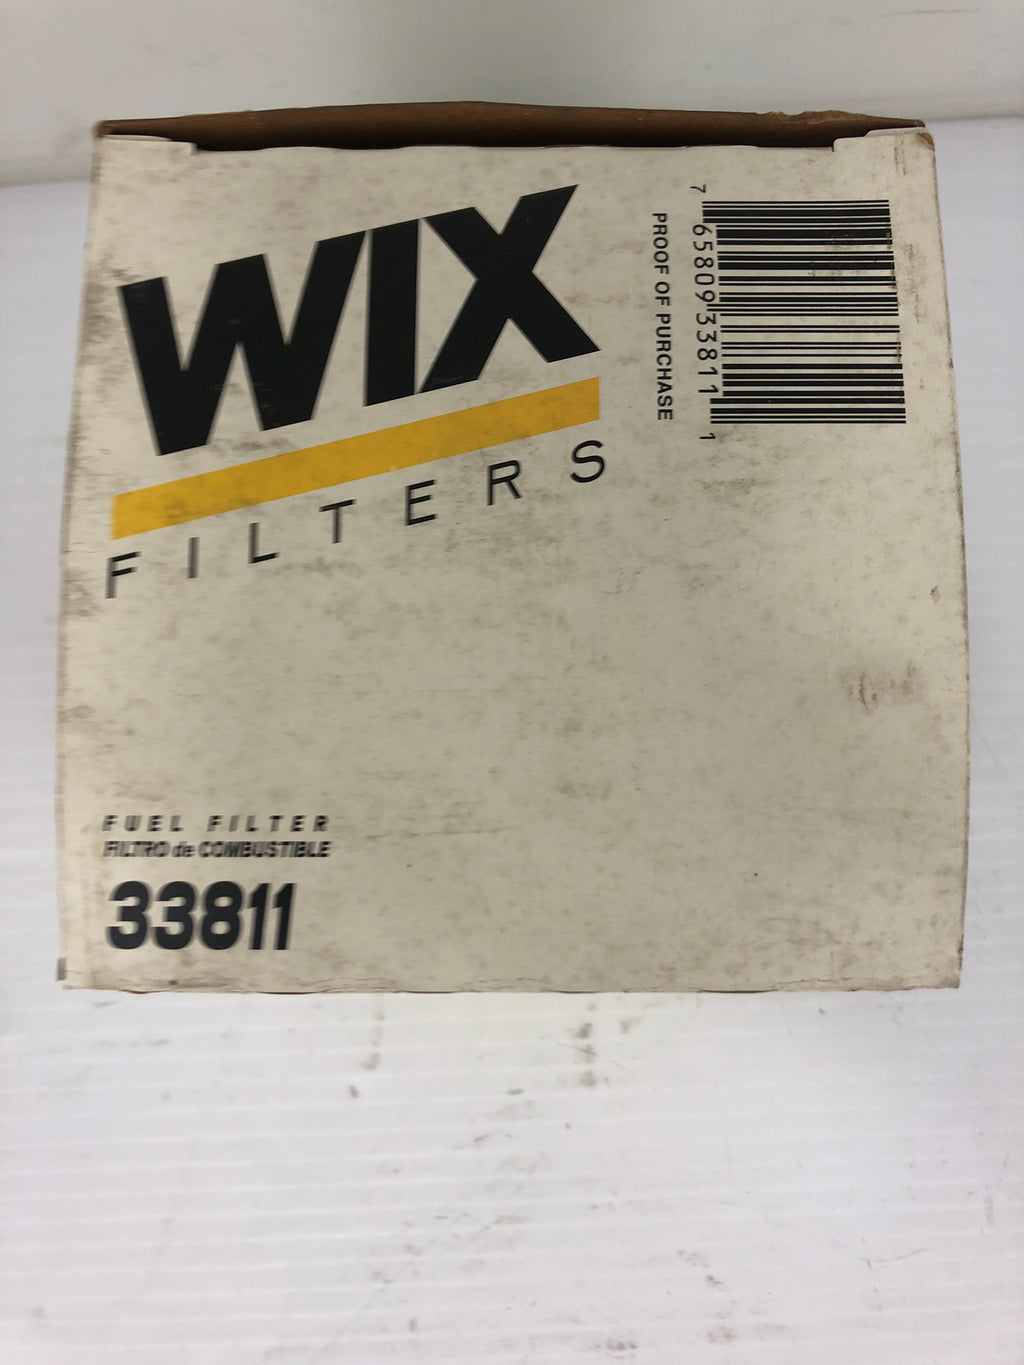 WIX
FILTERS
PROOF OF PURCHASE
7 65809 33811 1
FUEL FILTER
FILTRO de COMBUSTIBLE
33811